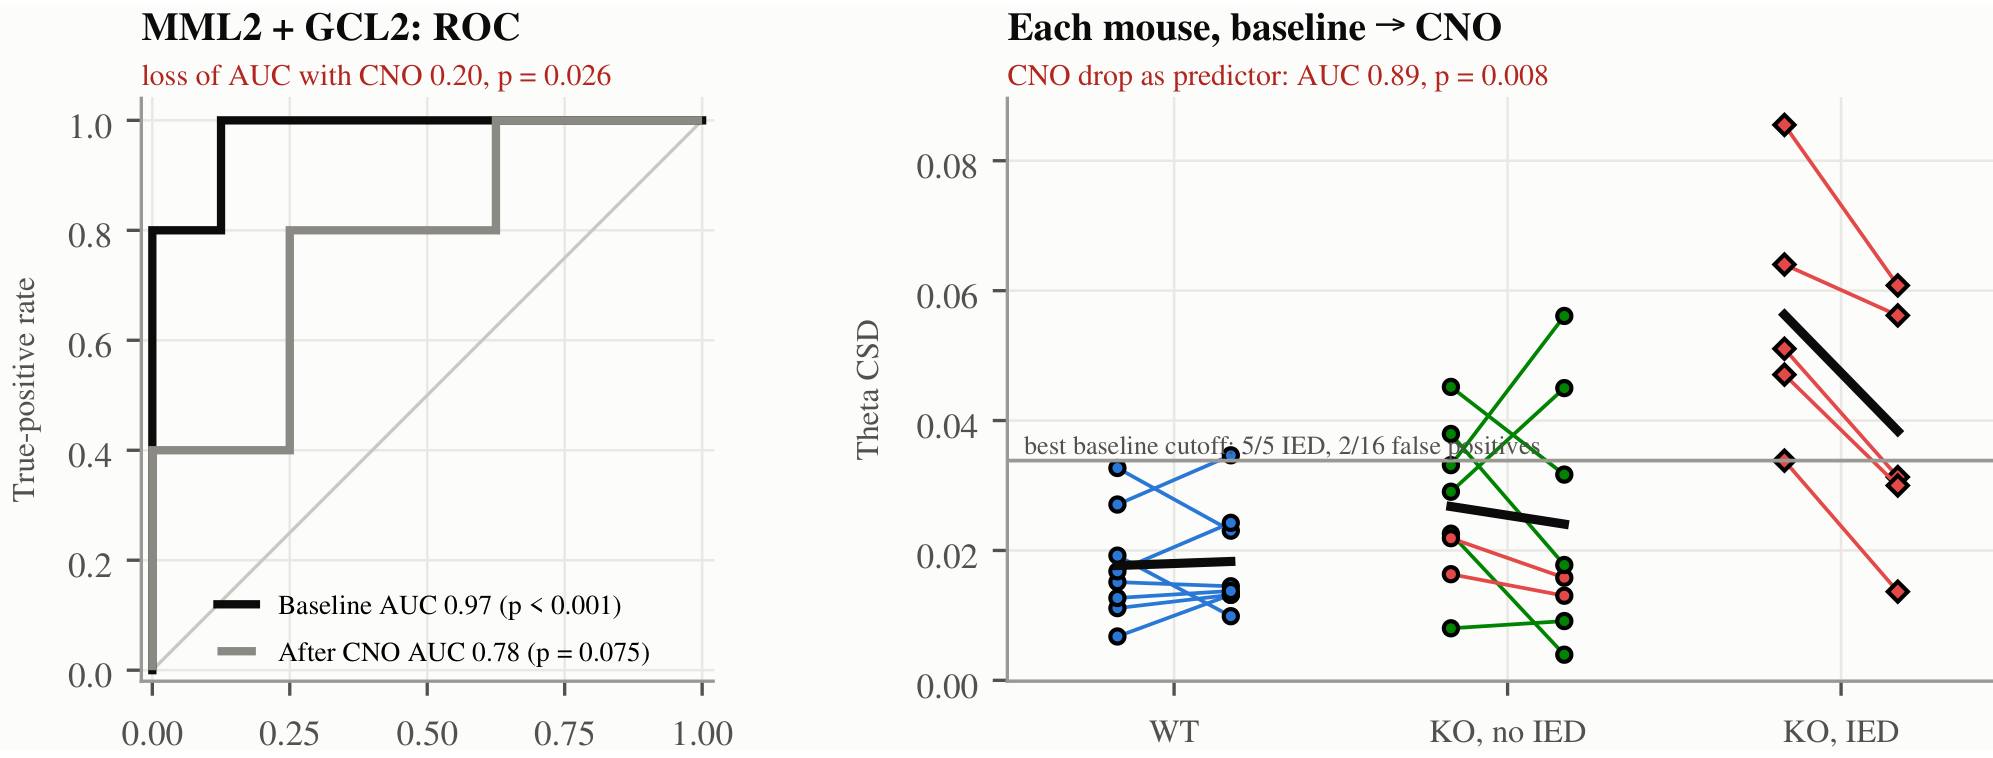 MML2 + GCL2: ROC
loss of AUC with CNO 0.20, p = 0.026
True-positive rate
1.0
0.8
0.6
0.4
0.2
0.0
Baseline AUC 0.97 (p < 0.001)
After CNO AUC 0.78 (p = 0.075)
0.00 0.25 0.50 0.75 1.00
Each mouse, baseline → CNO
CNO drop as predictor: AUC 0.89, p = 0.008
Theta CSD
0.08
0.06
0.04
best baseline cutoff: 5/5 IED, 2/16 false positives
0.02
0.00
WT KO, no IED KO, IED